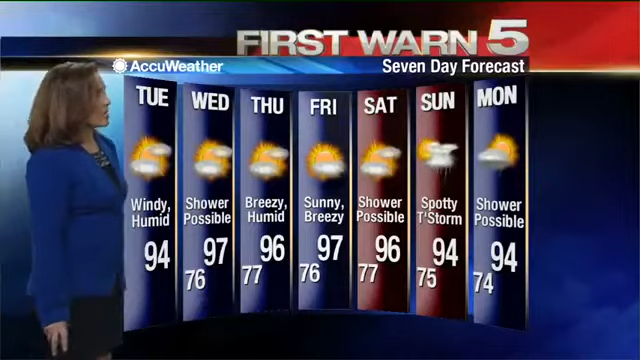 FIRST WARN 5
AccuWeather
Seven Day Forecast
TUE
Windy,
Humid
94
WED
Shower
Possible
97
76
THU
Breezy,
Humid
96
77
FRI
Sunny,
Breezy
97
76
SAT
Shower
Possible
96
77
SUN
Spotty
T'Storm
94
75
MON
Shower
Possible
94
74